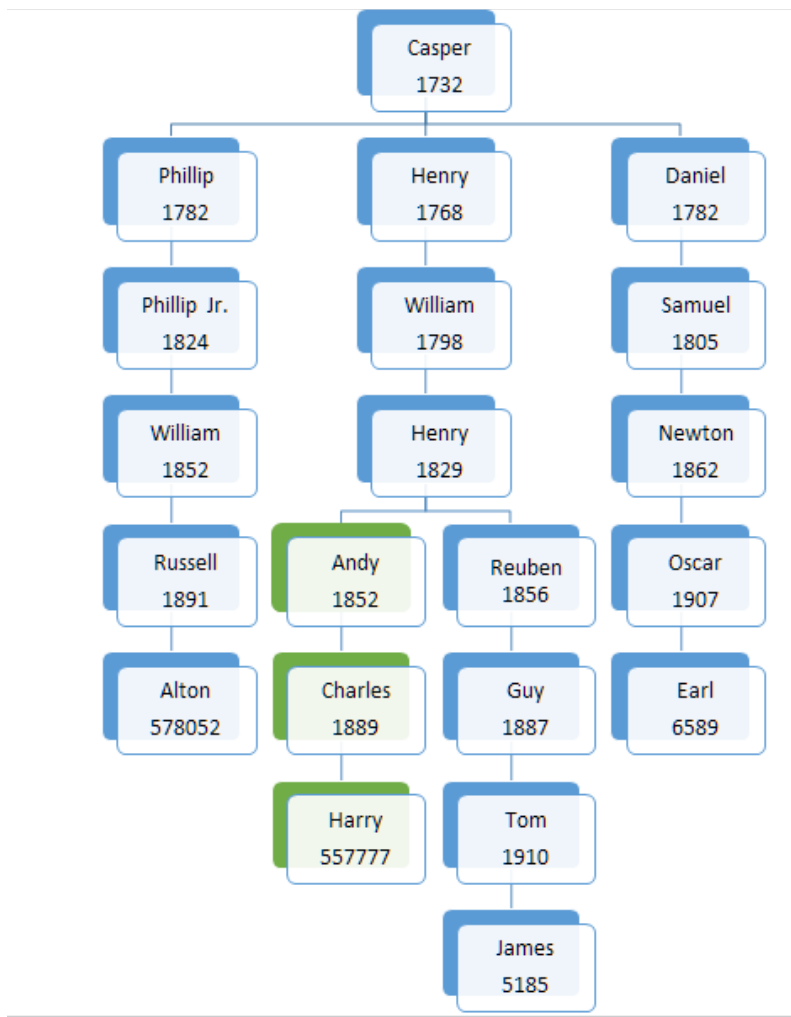 Casper
1732
Phillip
1782
Henry
1768
Daniel
1782
Phillip Jr.
1824
William
1798
Samuel
1805
William
1852
Henry
1829
Newton
1862
Russell
1891
Andy
1852
Reuben
1856
Oscar
1907
Alton
578052
Charles
1889
Guy
1887
Earl
6589
Harry
557777
Tom
1910
James
5185